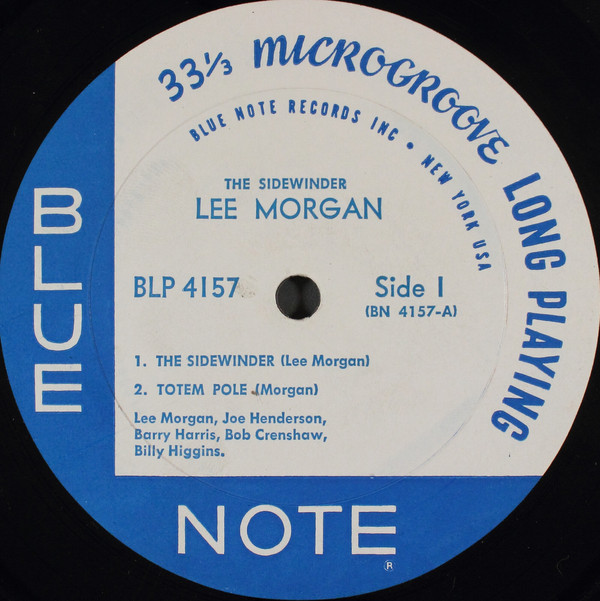 33⅓ MICROGROOVE LONG PLAYING
BLUE NOTE RECORDS INC • NEW YORK USA
THE SIDEWINDER
LEE MORGAN
BLP 4157
Side 1
(BN 4157-A)
1. THE SIDEWINDER (Lee Morgan)
2. TOTEM POLE (Morgan)
Lee Morgan, Joe Henderson,
Barry Harris, Bob Crenshaw,
Billy Higgins.
BLUE
NOTE
®